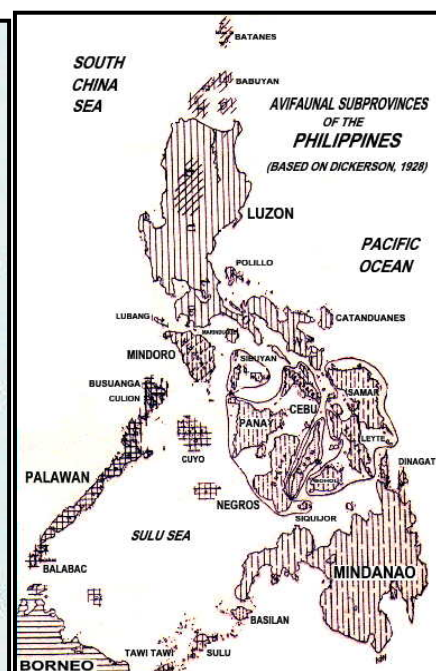 BATANES
SOUTH
CHINA
SEA
BABUYAN
AVIFAUNAL SUBPROVINCES
OF THE
PHILIPPINES
(BASED ON DICKERSON, 1928)
LUZON
PACIFIC
OCEAN
POLILLO
LUBANG
CATANDUANES
MINDORO
SIBUYAN
BUSUANGA
SAMAR
CULION
CEBU
PANAY
LEYTE
CUYO
DINAGAT
PALAWAN
NEGROS
SIQUIJOR
SULU SEA
BALABAC
MINDANAO
BASILAN
TAWI TAWI
SULU
BORNEO